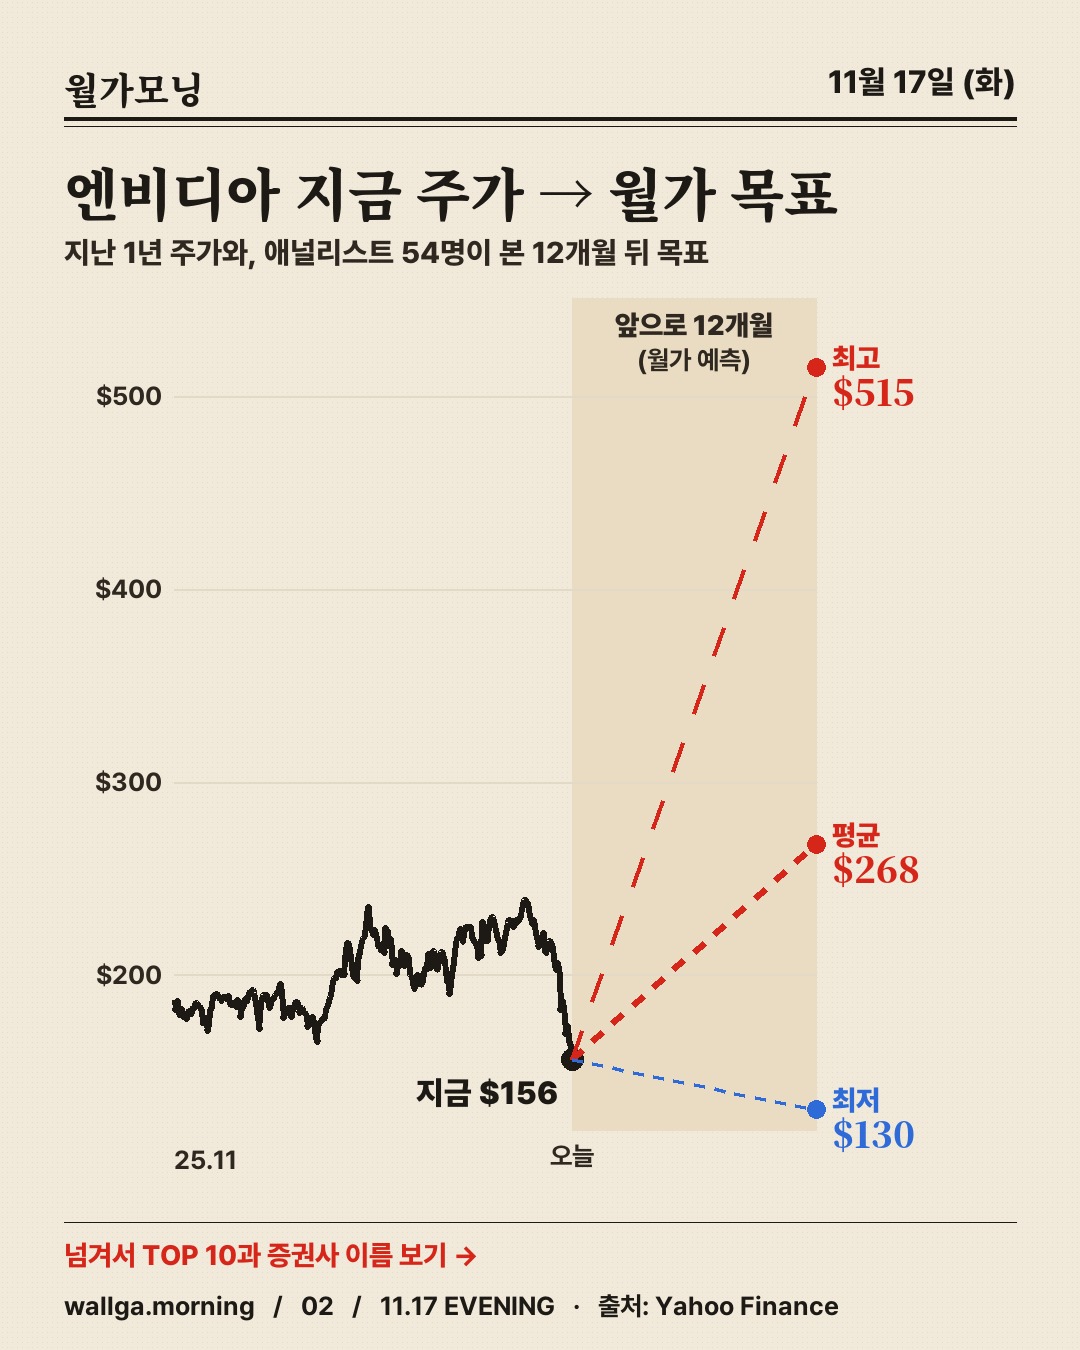 월가모닝
11월 17일 (화)
엔비디아 지금 주가 → 월가 목표
지난 1년 주가와, 애널리스트 54명이 본 12개월 뒤 목표
앞으로 12개월
(월가 예측)
최고
$515
$500
$400
$300
평균
$268
$200
지금 $156
최저
$130
25.11
오늘
넘겨서 TOP 10과 증권사 이름 보기 →
wallga.morning / 02 / 11.17 EVENING · 출처: Yahoo Finance